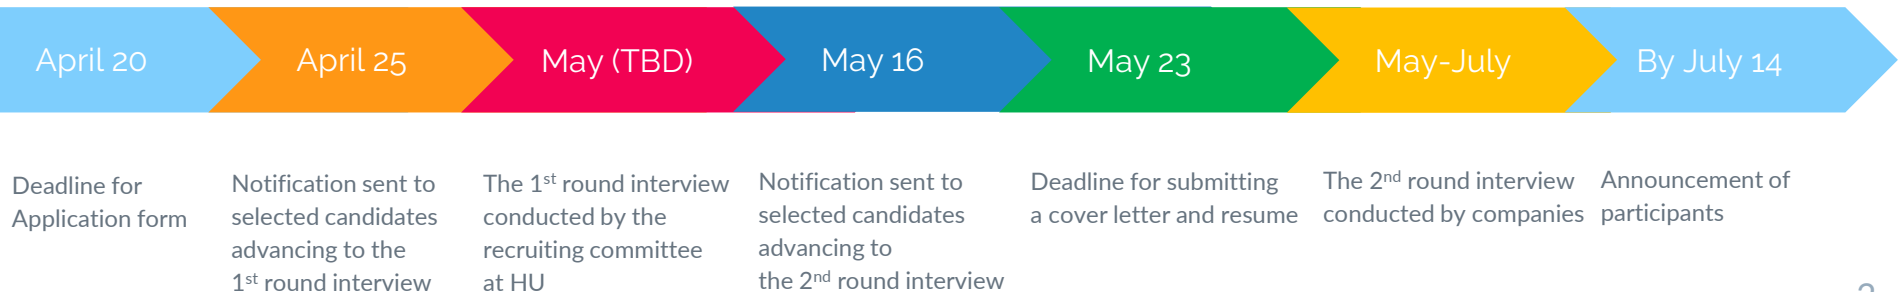 April 20
April 25
May (TBD)
May 16
May 23
May-July
By July 14
Deadline for
Application form
Notification sent to
selected candidates
advancing to the
1st round interview
The 1st round interview
conducted by the
recruiting committee
at HU
Notification sent to
selected candidates
advancing to
the 2nd round interview
Deadline for submitting
a cover letter and resume
The 2nd round interview
conducted by companies
Announcement of
participants